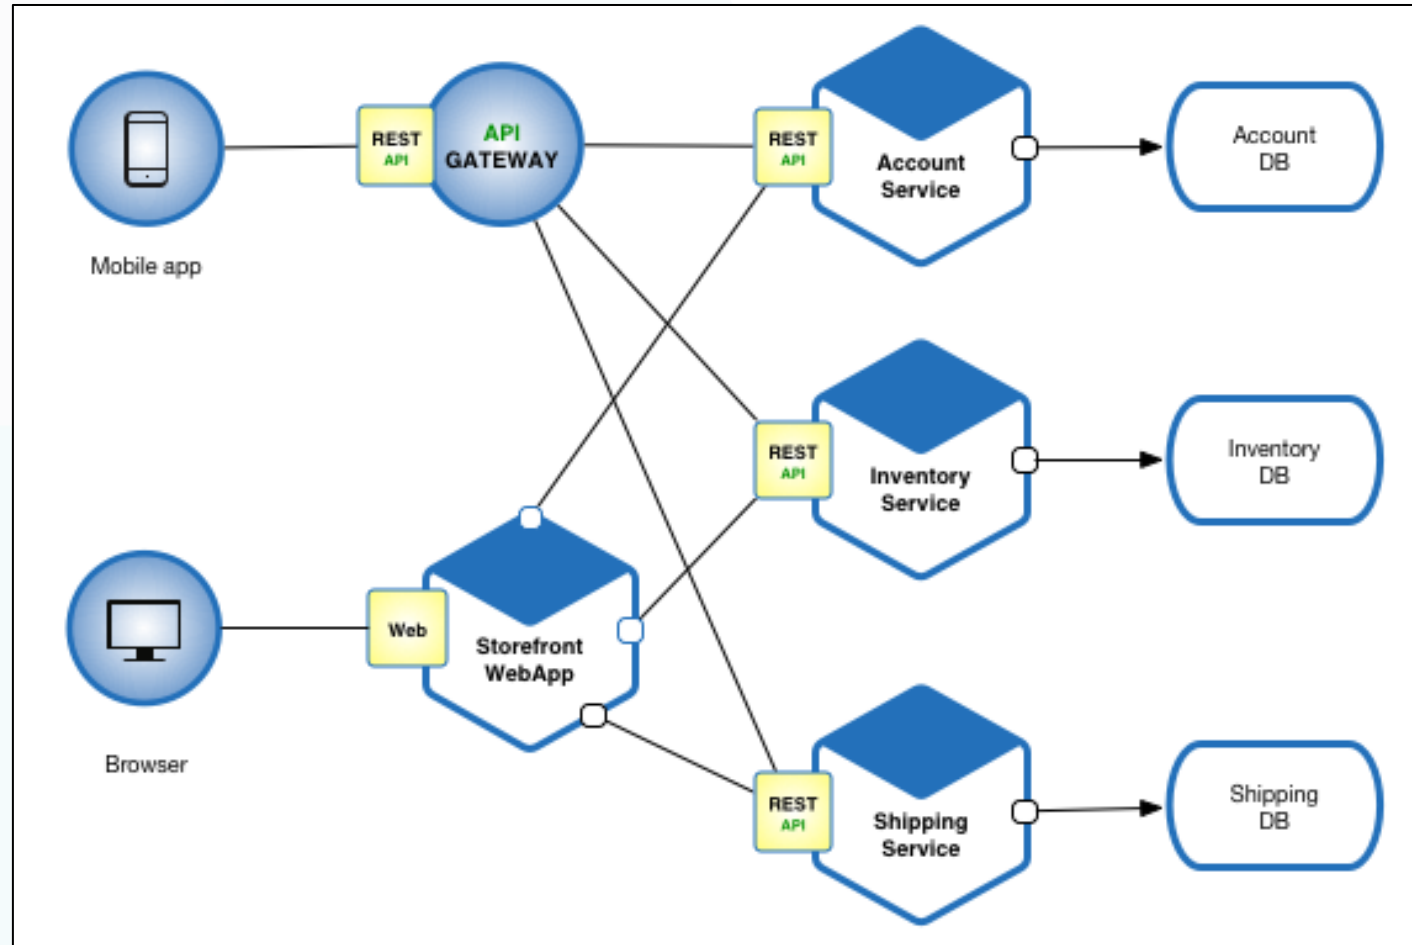 REST
API
API
GATEWAY
Mobile app
REST
API
Account
Service
Account
DB
REST
API
Inventory
Service
Inventory
DB
Web
Storefront
WebApp
Browser
REST
API
Shipping
Service
Shipping
DB